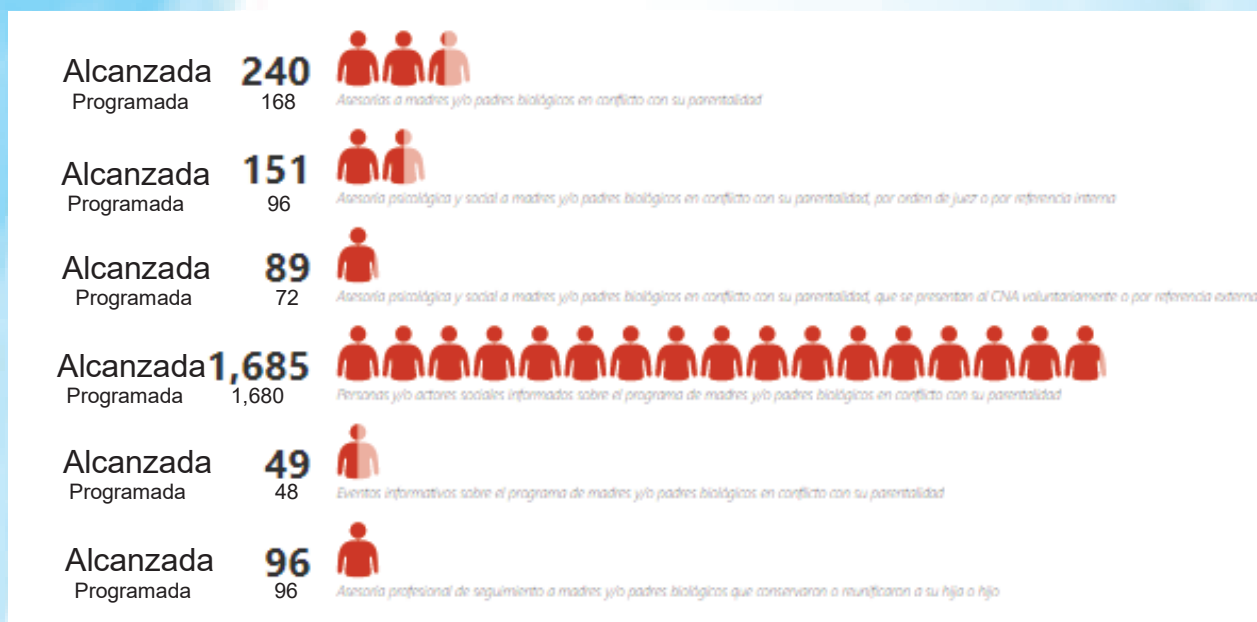 Alcanzada 240
Programada 168
Asesorías a madres y/o padres biológicos en conflicto con su parentalidad
Alcanzada 151
Programada 96
Asesoría psicológica y social a madres y/o padres biológicos en conflicto con su parentalidad, por orden de juez o por referencia interna
Alcanzada 89
Programada 72
Asesoría psicológica y social a madres y/o padres biológicos en conflicto con su parentalidad, que se presentan al CNA voluntariamente o por referencia externa
Alcanzada 1,685
Programada 1,680
Personas y/o actores sociales informados sobre el programa de madres y/o padres biológicos en conflicto con su parentalidad
Alcanzada 49
Programada 48
Eventos informativos sobre el programa de madres y/o padres biológicos en conflicto con su parentalidad
Alcanzada 96
Programada 96
Asesoría profesional de seguimiento a madres y/o padres biológicos que conservaron o reunificaron a su hija o hijo